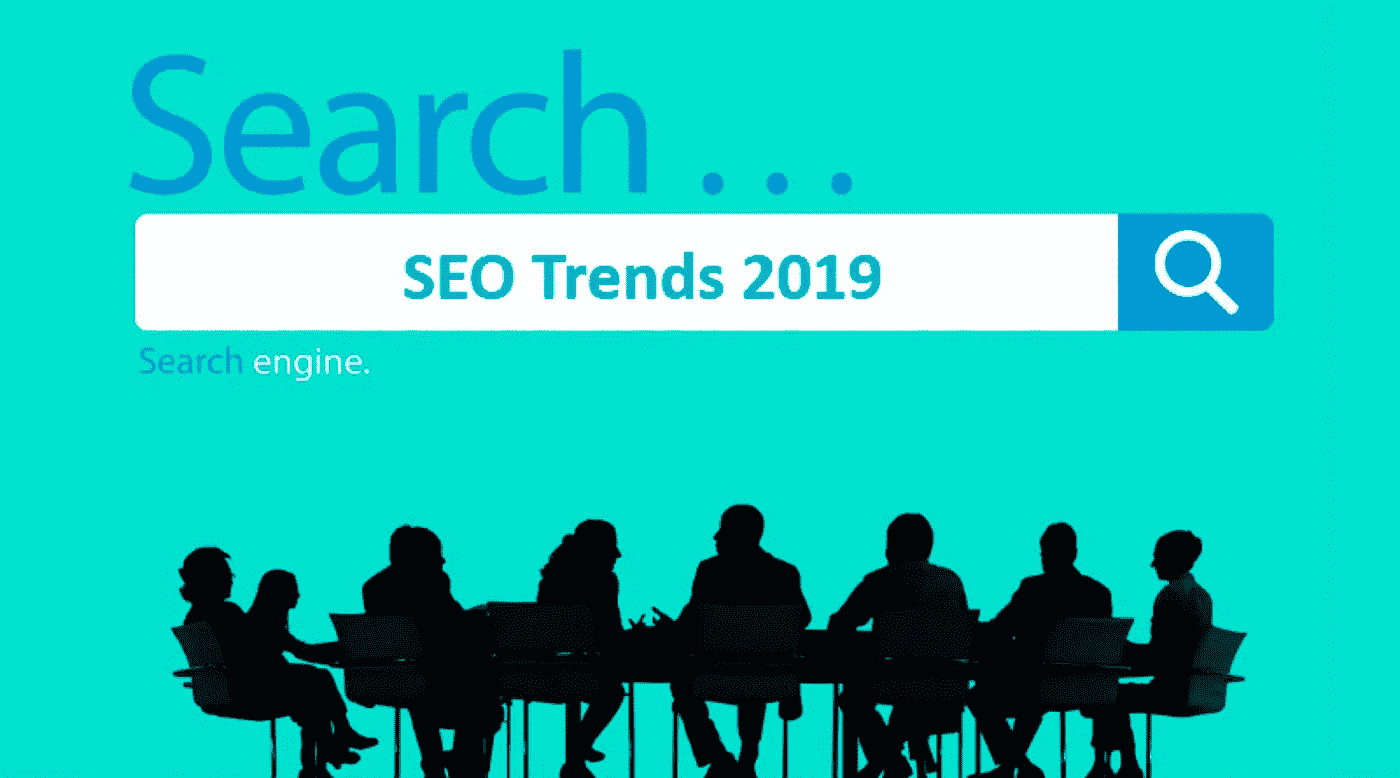 Search . . .
SEO Trends 2019
Search engine.